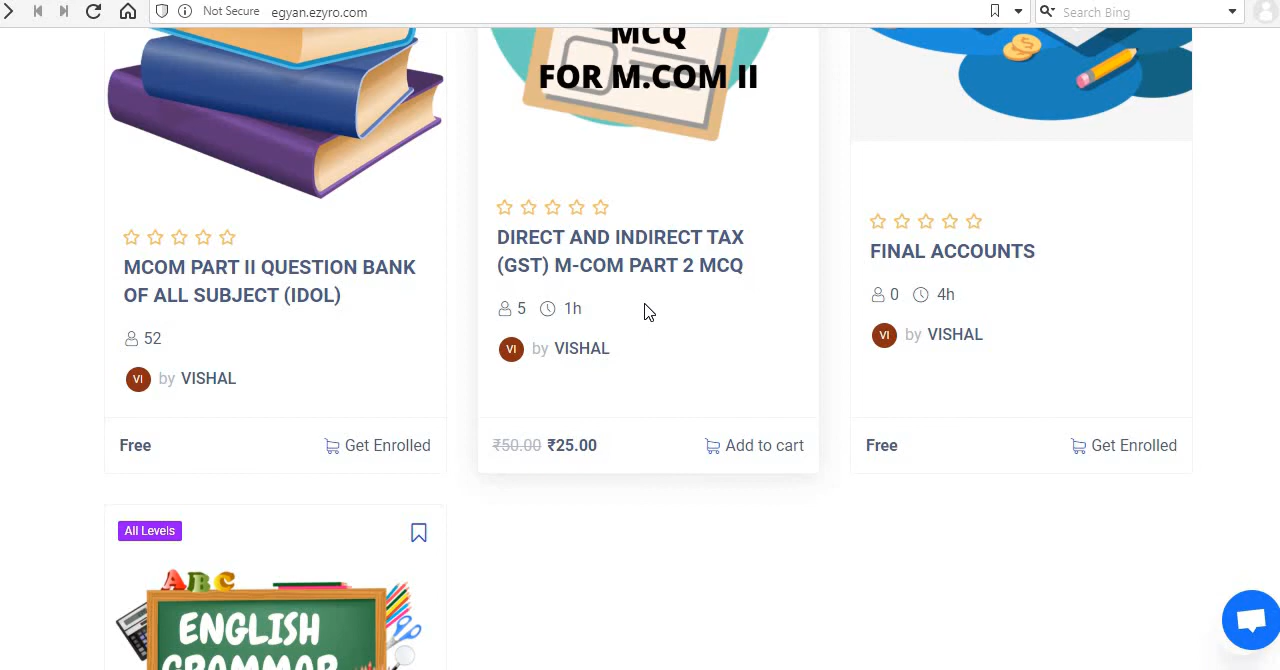 Not Secure egyan.ezyro.com Search Bing
MCQ
FOR M.COM II
MCOM PART II QUESTION BANK
OF ALL SUBJECT (IDOL)
52
VI by VISHAL
Free Get Enrolled
DIRECT AND INDIRECT TAX
(GST) M-COM PART 2 MCQ
5 1h
VI by VISHAL
₹50.00 ₹25.00 Add to cart
FINAL ACCOUNTS
0 4h
VI by VISHAL
Free Get Enrolled
All Levels
ABC
ENGLISH
GRAMMAR